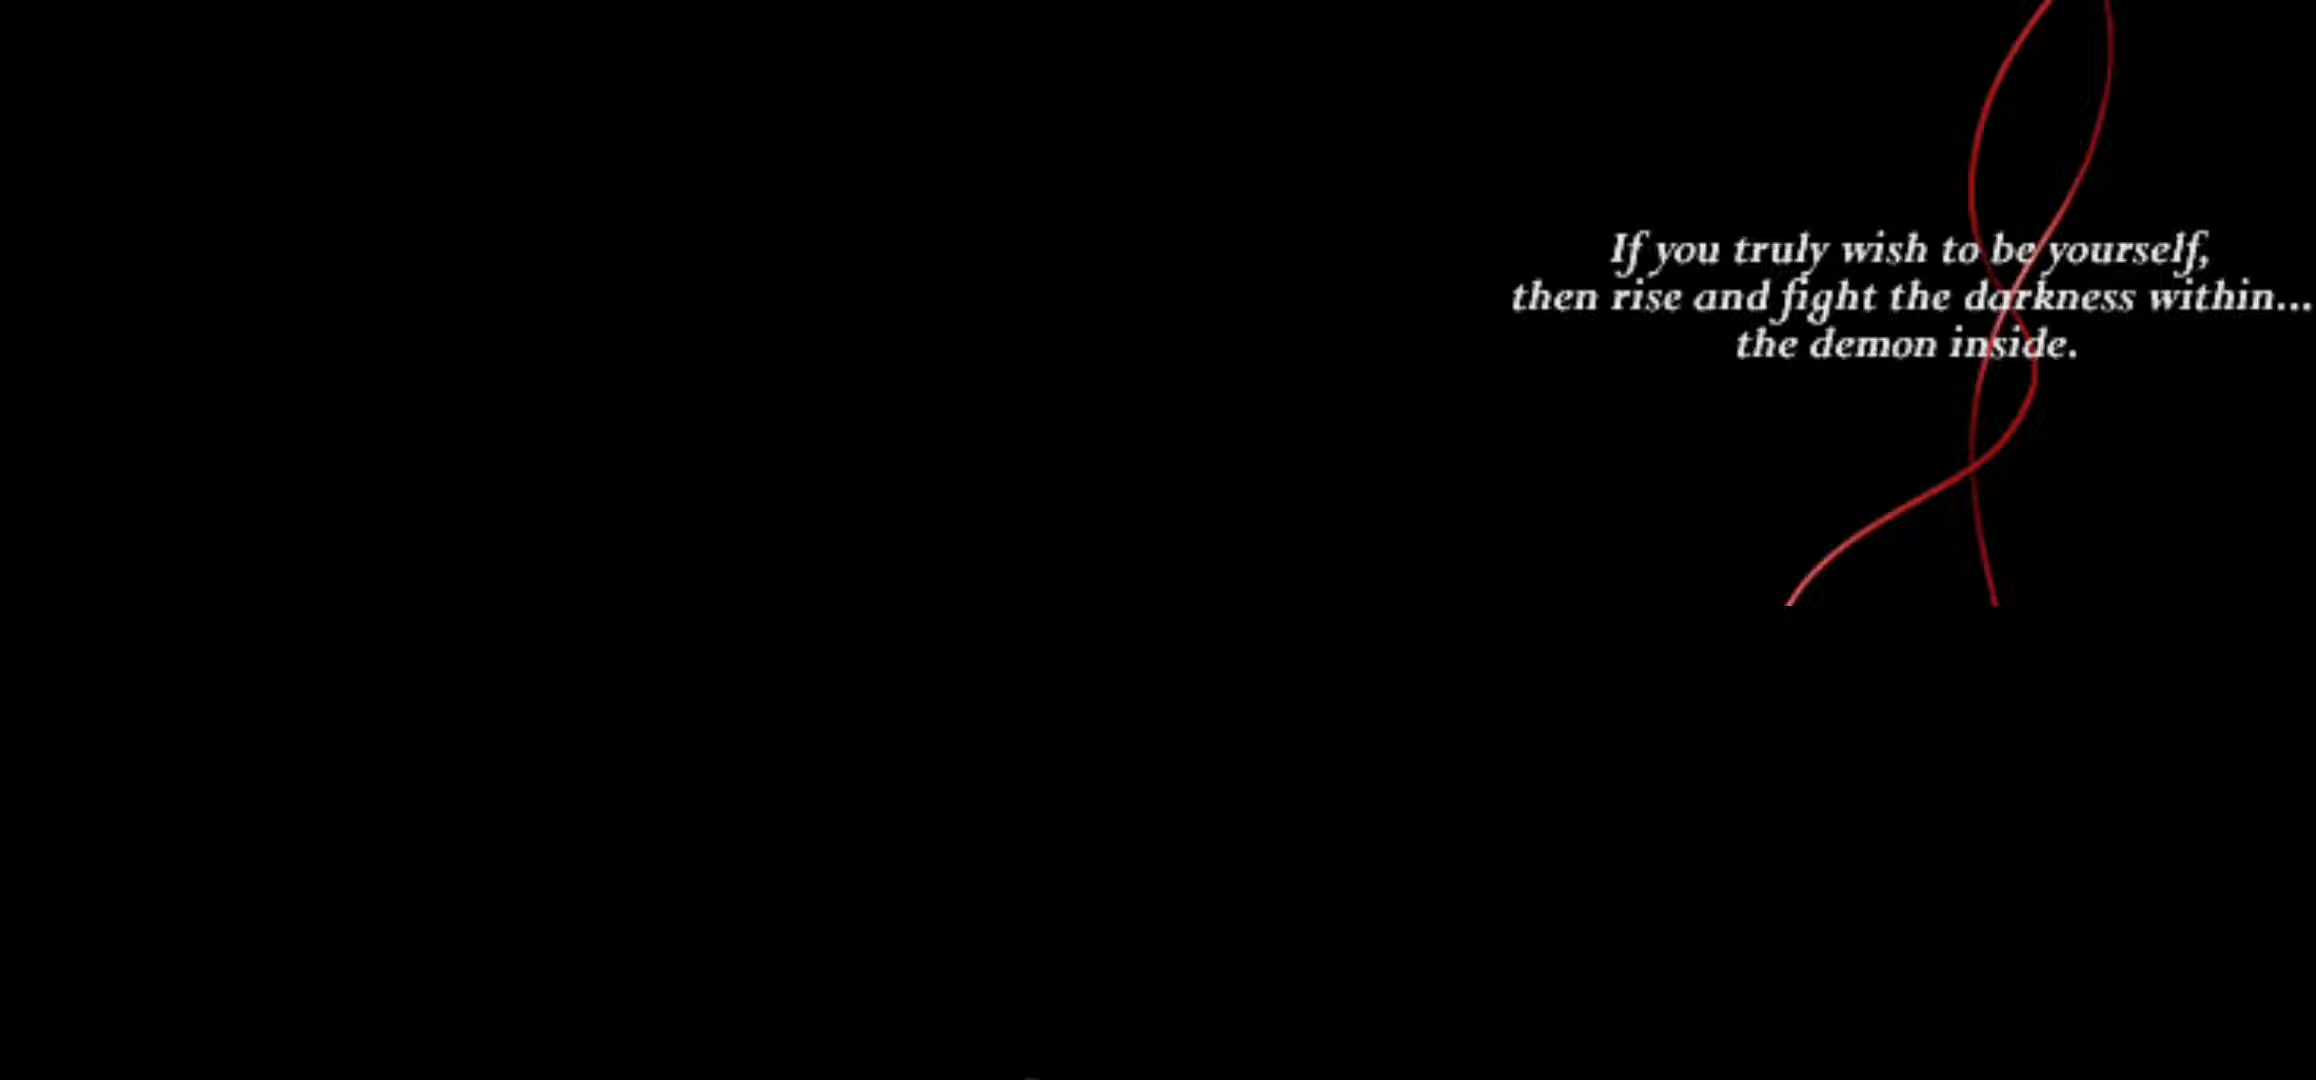 If you truly wish to be yourself,
then rise and fight the darkness within...
the demon inside.